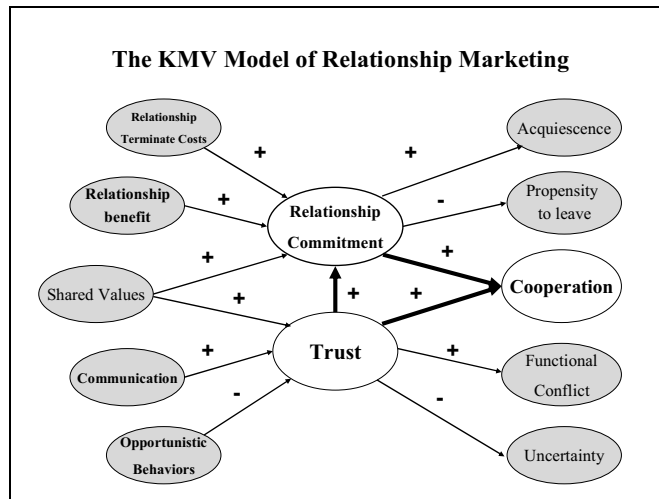 The KMV Model of Relationship Marketing
Relationship
Terminate Costs
+
+
Acquiescence
Relationship
benefit
+
Relationship
Commitment
-
Propensity
to leave
Shared Values
+
+
+
+
+
Cooperation
Communication
+
Trust
+
Functional
Conflict
-
-
Opportunistic
Behaviors
Uncertainty